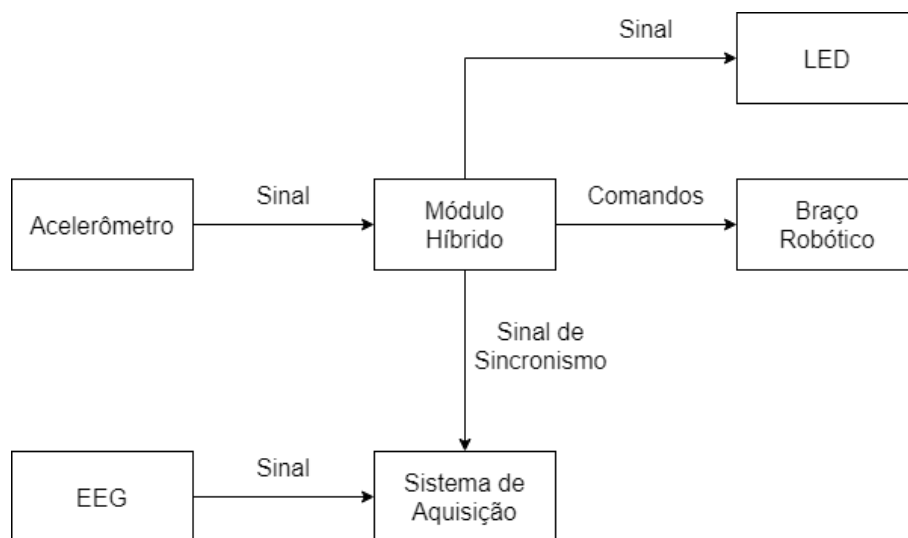 Sinal
LED
Acelerômetro
Sinal
Módulo
Híbrido
Comandos
Braço
Robótico
Sinal de
Sincronismo
EEG
Sinal
Sistema de
Aquisição